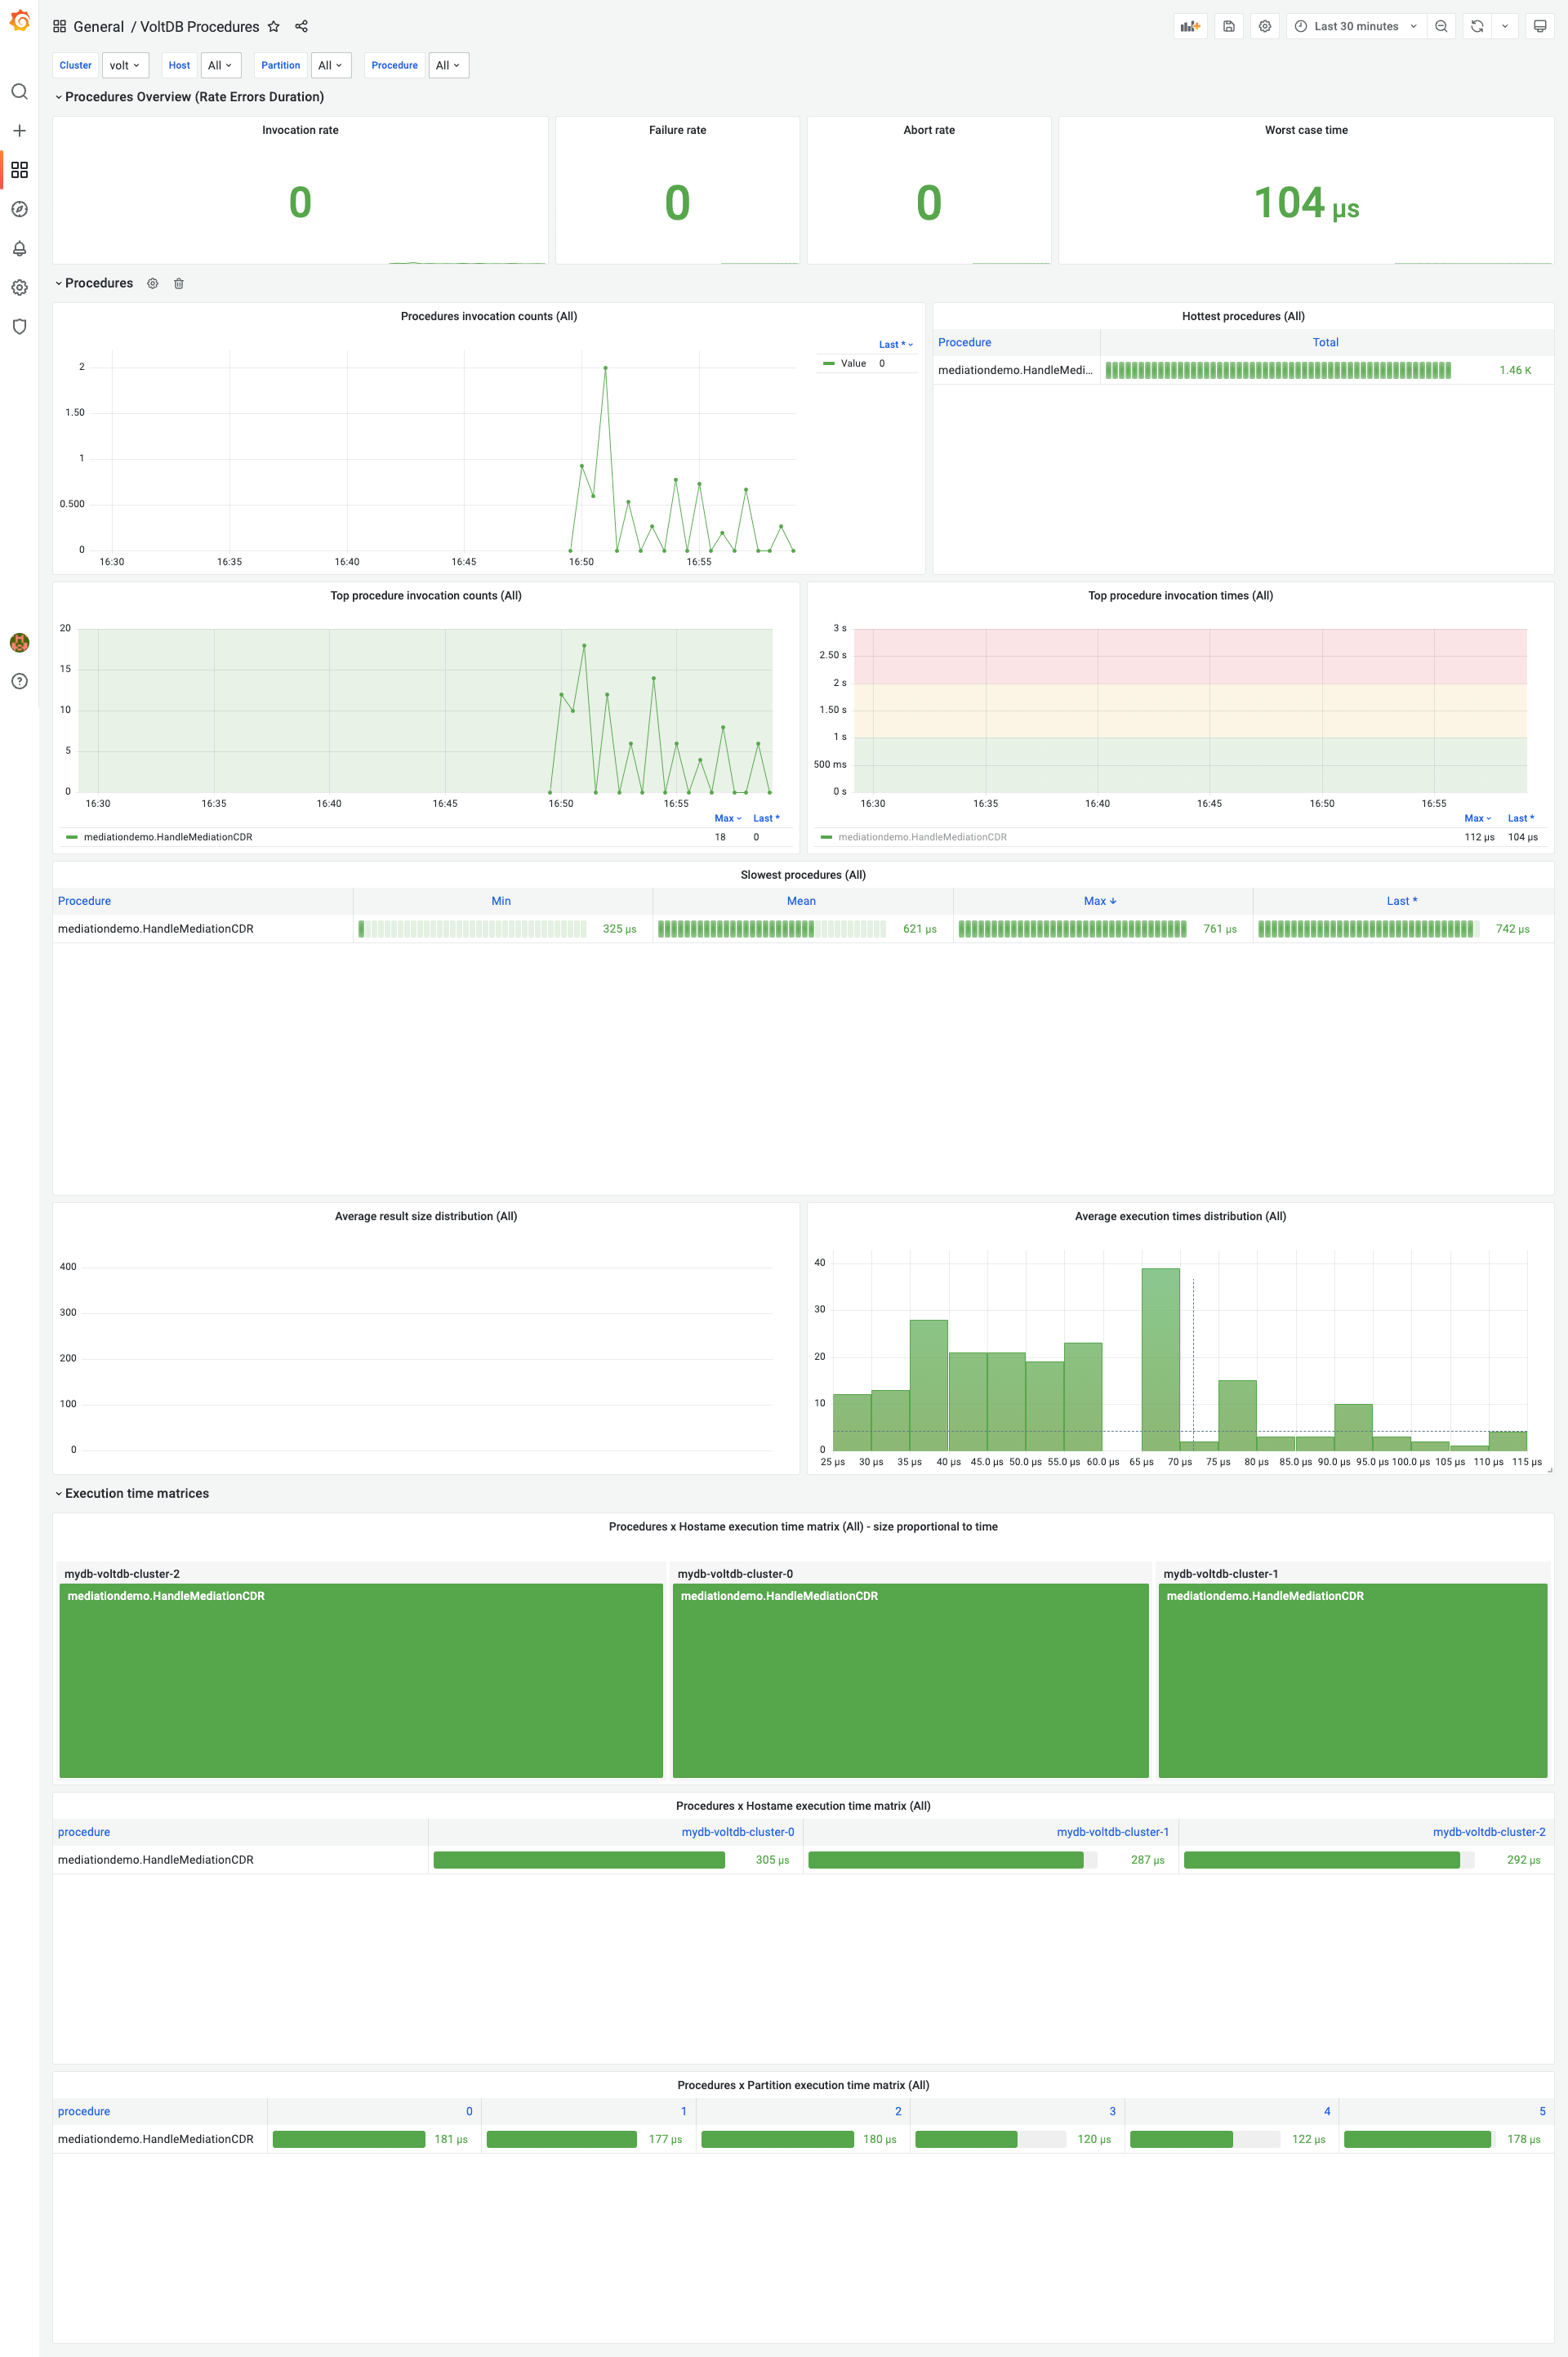 General / VoltDB Procedures
Last 30 minutes
Cluster volt Host All Partition All Procedure All
Procedures Overview (Rate Errors Duration)
Invocation rate
0
Failure rate
0
Abort rate
0
Worst case time
104 µs
Procedures
Procedures invocation counts (All)
2
1.50
1
0.500
0
16:30 16:35 16:40 16:45 16:50 16:55
Last *
Value 0
Hottest procedures (All)
Procedure Total
mediationdemo.HandleMedi... 1.46 K
Top procedure invocation counts (All)
20
15
10
5
0
16:30 16:35 16:40 16:45 16:50 16:55
Max Last *
mediationdemo.HandleMediationCDR 18 0
Top procedure invocation times (All)
3 s
2.50 s
2 s
1.50 s
1 s
500 ms
0 s
16:30 16:35 16:40 16:45 16:50 16:55
Max Last *
mediationdemo.HandleMediationCDR 112 µs 104 µs
Slowest procedures (All)
Procedure Min Mean Max Last *
mediationdemo.HandleMediationCDR 325 µs 621 µs 761 µs 742 µs
Average result size distribution (All)
400
300
200
100
0
Average execution times distribution (All)
40
30
20
10
0
25 µs 30 µs 35 µs 40 µs 45.0 µs 50.0 µs 55.0 µs 60.0 µs 65 µs 70 µs 75 µs 80 µs 85.0 µs 90.0 µs 95.0 µs 100.0 µs 105 µs 110 µs 115 µs
Execution time matrices
Procedures x Hostame execution time matrix (All) - size proportional to time
mydb-voltdb-cluster-2 mydb-voltdb-cluster-0 mydb-voltdb-cluster-1
mediationdemo.HandleMediationCDR mediationdemo.HandleMediationCDR mediationdemo.HandleMediationCDR
Procedures x Hostame execution time matrix (All)
procedure mydb-voltdb-cluster-0 mydb-voltdb-cluster-1 mydb-voltdb-cluster-2
mediationdemo.HandleMediationCDR 305 µs 287 µs 292 µs
Procedures x Partition execution time matrix (All)
procedure 0 1 2 3 4 5
mediationdemo.HandleMediationCDR 181 µs 177 µs 180 µs 120 µs 122 µs 178 µs